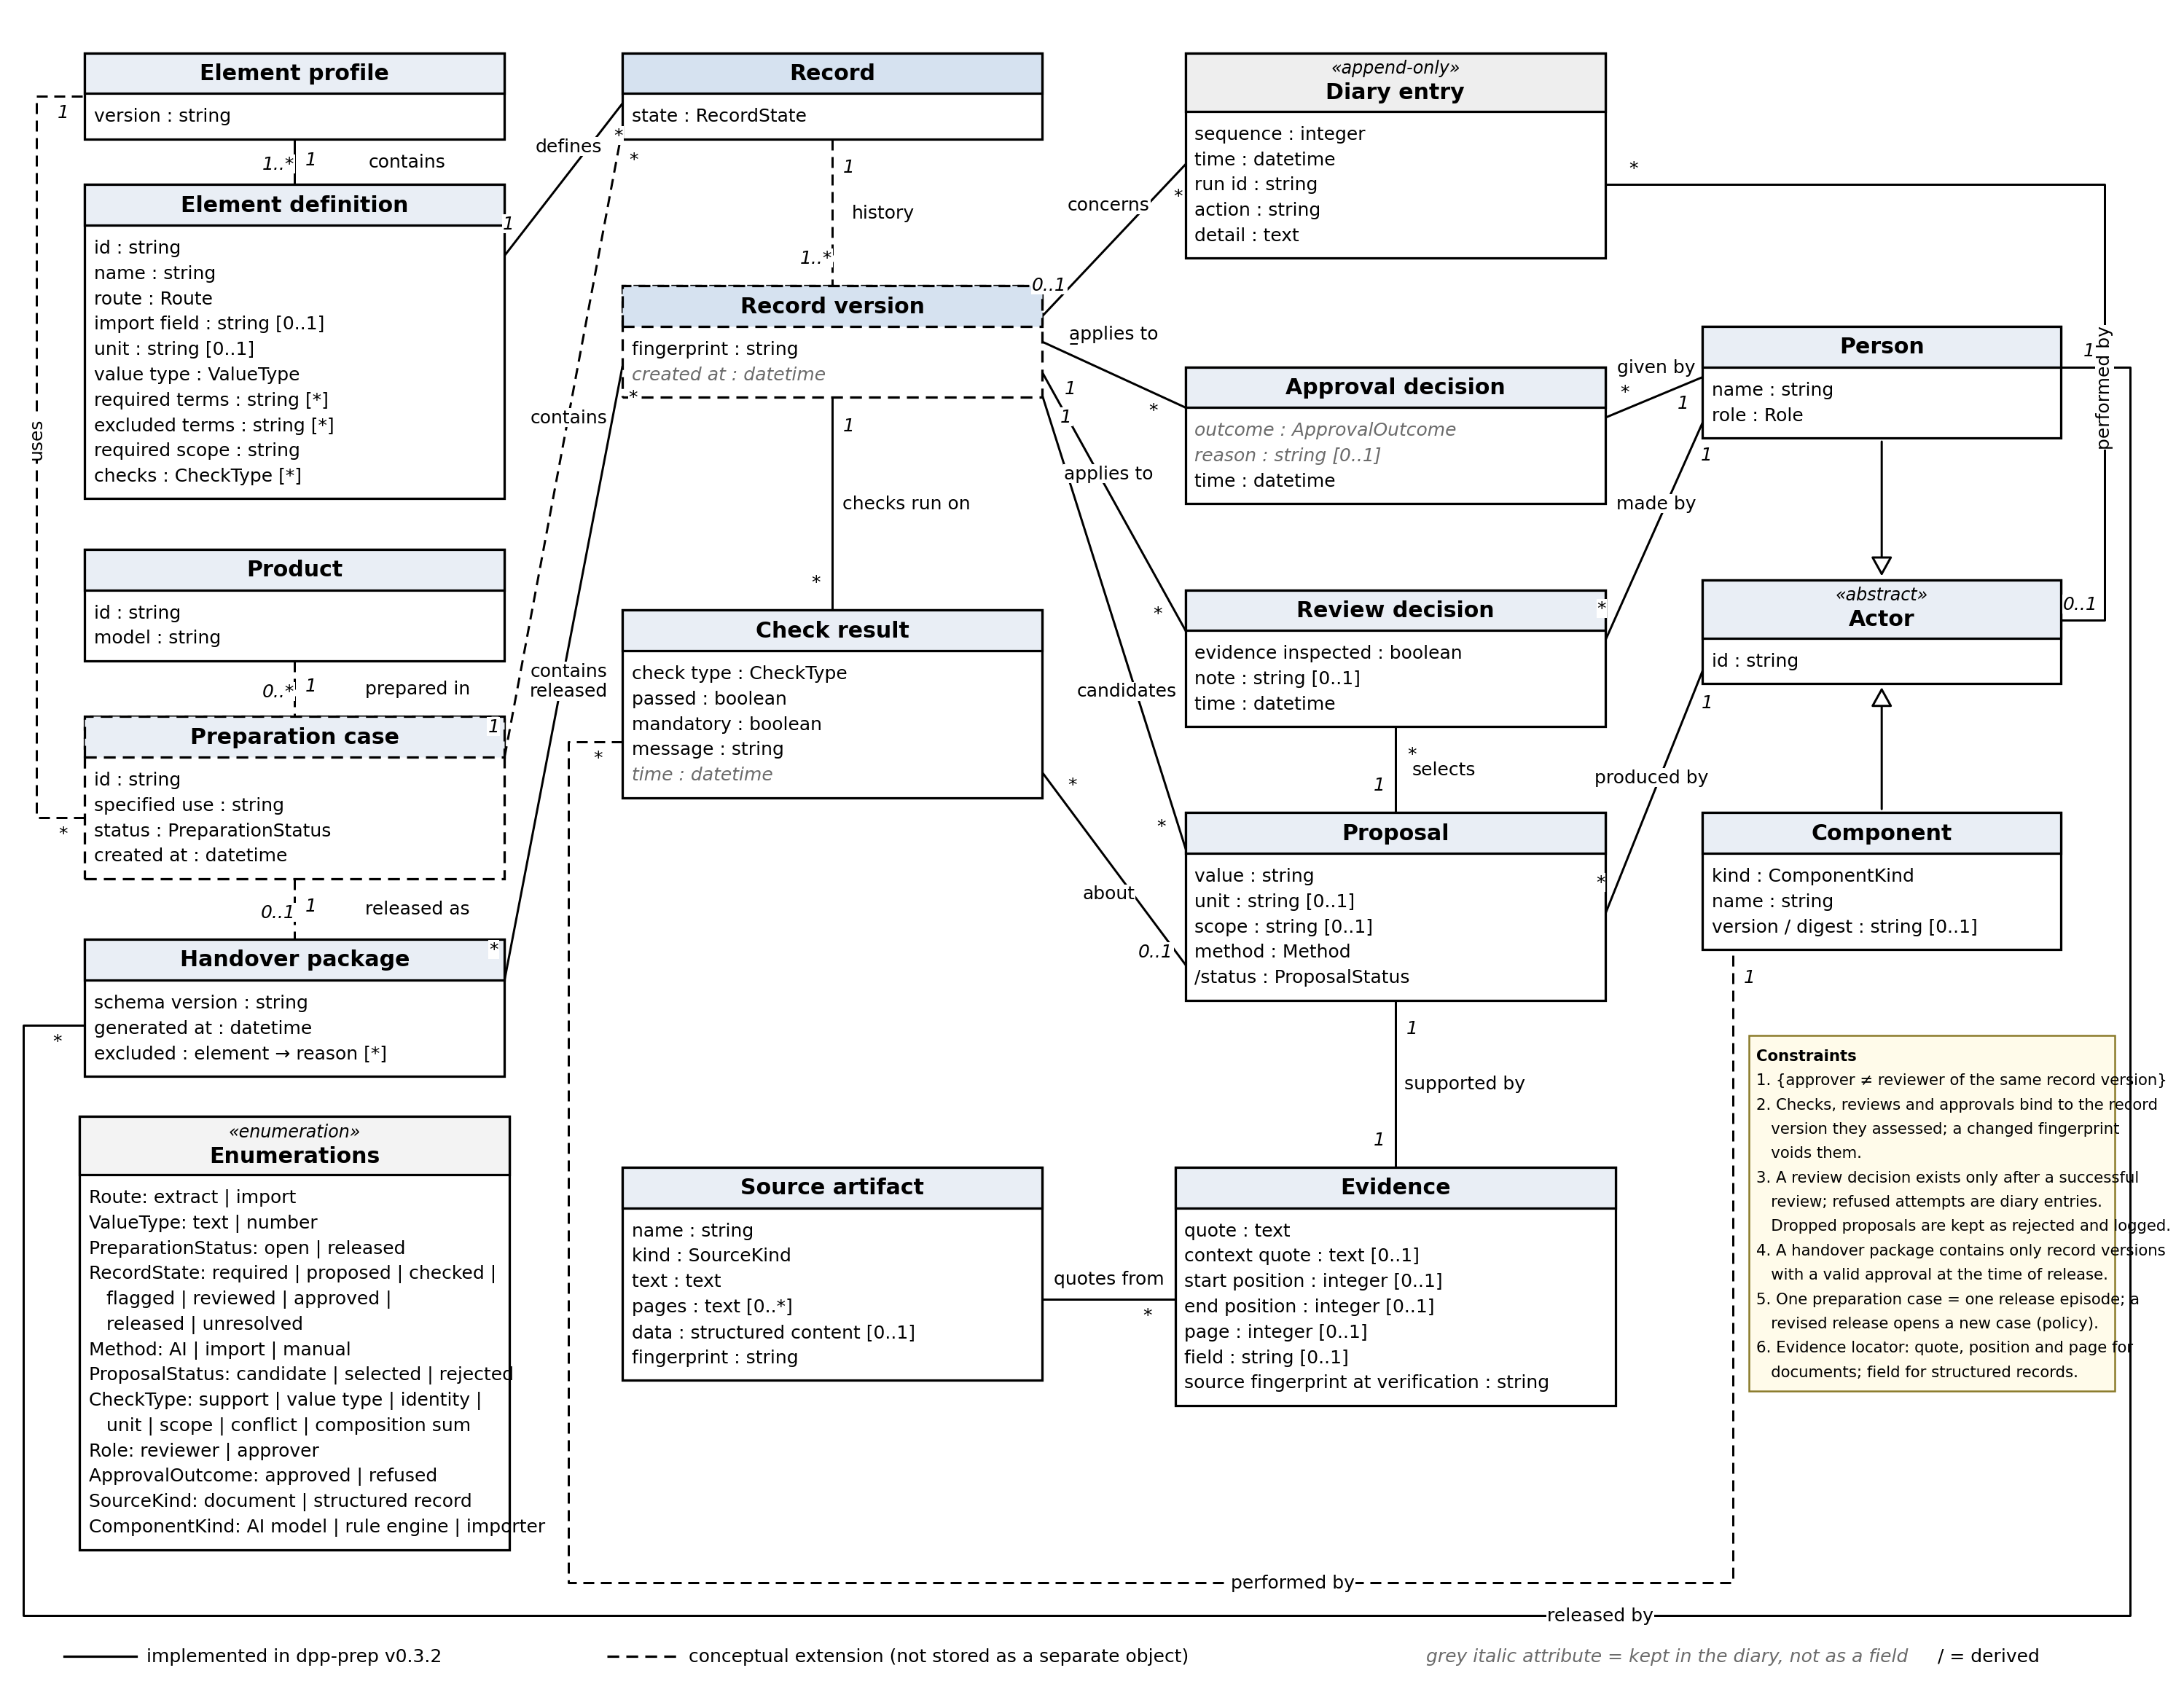 Element profile
version : string
1
1..*
1
contains
Element definition
id : string
name : string
route : Route
import field : string [0..1]
unit : string [0..1]
value type : ValueType
required terms : string [*]
excluded terms : string [*]
required scope : string
checks : CheckType [*]
1
defines
*
uses
Product
id : string
model : string
0..*
1
prepared in
Preparation case
1
id : string
specified use : string
status : PreparationStatus
created at : datetime
*
0..1
1
released as
Handover package
*
schema version : string
generated at : datetime
excluded : element → reason [*]
*
«enumeration»
Enumerations
Route: extract | import
ValueType: text | number
PreparationStatus: open | released
RecordState: required | proposed | checked |
flagged | reviewed | approved |
released | unresolved
Method: AI | import | manual
ProposalStatus: candidate | selected | rejected
CheckType: support | value type | identity |
unit | scope | conflict | composition sum
Role: reviewer | approver
ApprovalOutcome: approved | refused
SourceKind: document | structured record
ComponentKind: AI model | rule engine | importer
Record
state : RecordState
*
1
history
1..*
contains
contains
released
Record version
fingerprint : string
created at : datetime
*
1
checks run on
*
Check result
check type : CheckType
passed : boolean
mandatory : boolean
message : string
time : datetime
*
*
about
0..1
Source artifact
name : string
kind : SourceKind
text : text
pages : text [0..*]
data : structured content [0..1]
fingerprint : string
quotes from
*
«append-only»
Diary entry
sequence : integer
time : datetime
run id : string
action : string
detail : text
concerns
*
0..1
*
applies to
*
Approval decision
outcome : ApprovalOutcome
reason : string [0..1]
time : datetime
1
1
applies to
*
Review decision
*
evidence inspected : boolean
note : string [0..1]
time : datetime
candidates
*
*
selects
1
Proposal
value : string
unit : string [0..1]
scope : string [0..1]
method : Method
/status : ProposalStatus
*
1
supported by
1
Evidence
quote : text
context quote : text [0..1]
start position : integer [0..1]
end position : integer [0..1]
page : integer [0..1]
field : string [0..1]
source fingerprint at verification : string
given by
*
1
Person
name : string
role : Role
1
1
performed by
made by
«abstract»
Actor
id : string
0..1
1
produced by
Component
kind : ComponentKind
name : string
version / digest : string [0..1]
1
Constraints
1. {approver ≠ reviewer of the same record version}
2. Checks, reviews and approvals bind to the record
version they assessed; a changed fingerprint
voids them.
3. A review decision exists only after a successful
review; refused attempts are diary entries.
Dropped proposals are kept as rejected and logged.
4. A handover package contains only record versions
with a valid approval at the time of release.
5. One preparation case = one release episode; a
revised release opens a new case (policy).
6. Evidence locator: quote, position and page for
documents; field for structured records.
performed by
released by
implemented in dpp-prep v0.3.2
conceptual extension (not stored as a separate object)
grey italic attribute = kept in the diary, not as a field
/ = derived